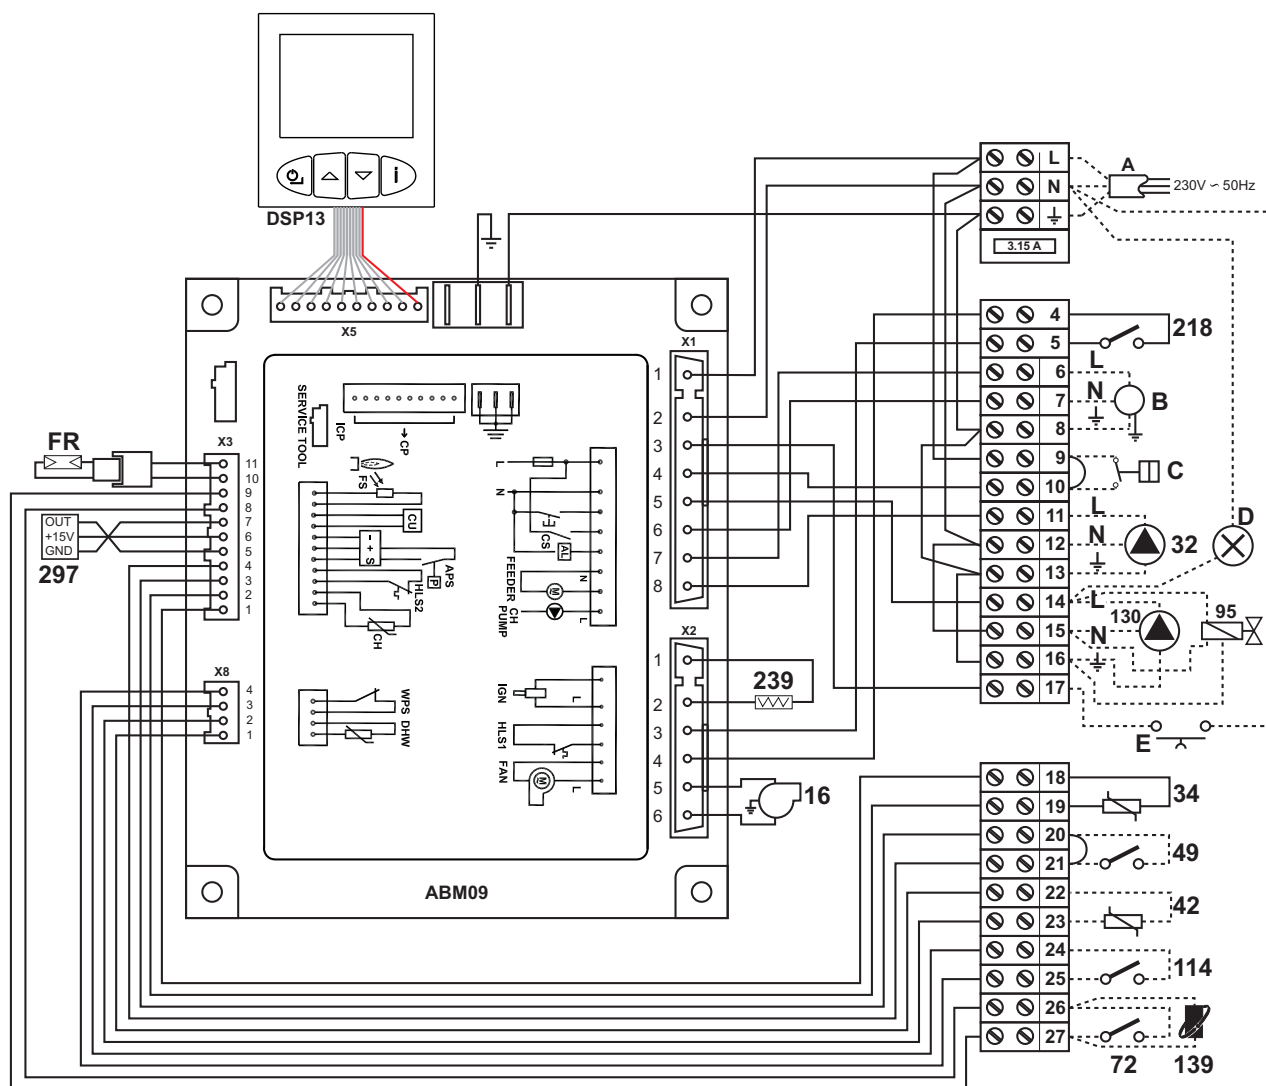 i
DSP13
L
A
N
230V ~ 50Hz
3.15 A
X5
X1
4
218
5
L
6
N
7
B
8
9
C
10
L
11
D
N
12
32
13
14
L
130
95
15
N
16
17
E
1
2
3
4
5
6
7
8
SERVICE TOOL
ICP
CP
FS
CU
- + S
APS
P
HLS2
CH
L
N
CS
AL
FEEDER
N
M
CH PUMP
L
X3
FR
11
10
9
8
7
6
5
4
3
2
1
OUT
+15V
GND
297
X8
4
3
2
1
WPS
DHW
IGN
L
HLS1
FAN
M
L
X2
1
2
3
4
5
6
239
16
ABM09
18
34
19
20
49
21
22
42
23
24
114
25
26
27
72
139